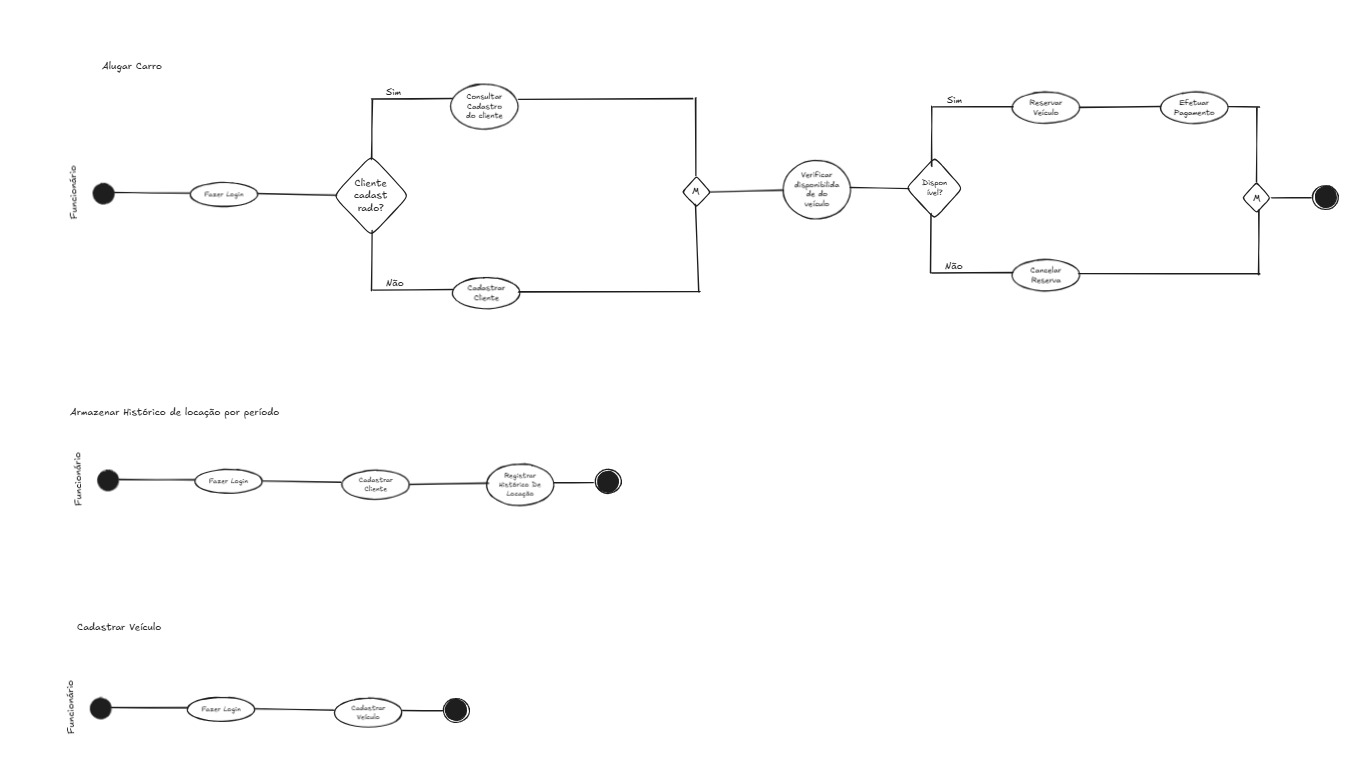 Alugar Carro
Funcionário
Fazer Login
Cliente
cadast
rado?
Sim
Consultar
Cadastro
do cliente
Não
Cadastrar
Cliente
M
Verificar
disponibilida
de do
veículo
Dispon
ível?
Sim
Reservar
Veículo
Efetuar
Pagamento
Não
Cancelar
Reserva
M
Armazenar Histórico de locação por período
Funcionário
Fazer Login
Cadastrar
Cliente
Registrar
Histórico De
Locação
Cadastrar Veículo
Funcionário
Fazer Login
Cadastrar
Veículo